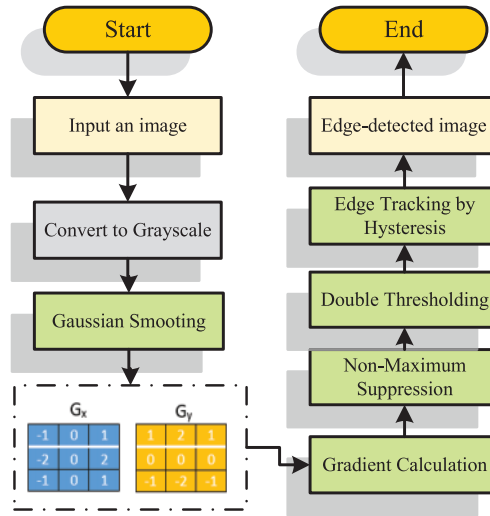 Start
Input an image
Convert to Grayscale
Gaussian Smooting
Gx
-1 0 1
-2 0 2
-1 0 1
Gy
1 2 1
0 0 0
-1 -2 -1
Gradient Calculation
Non-Maximum
Suppression
Double Thresholding
Edge Tracking by
Hysteresis
Edge-detected image
End